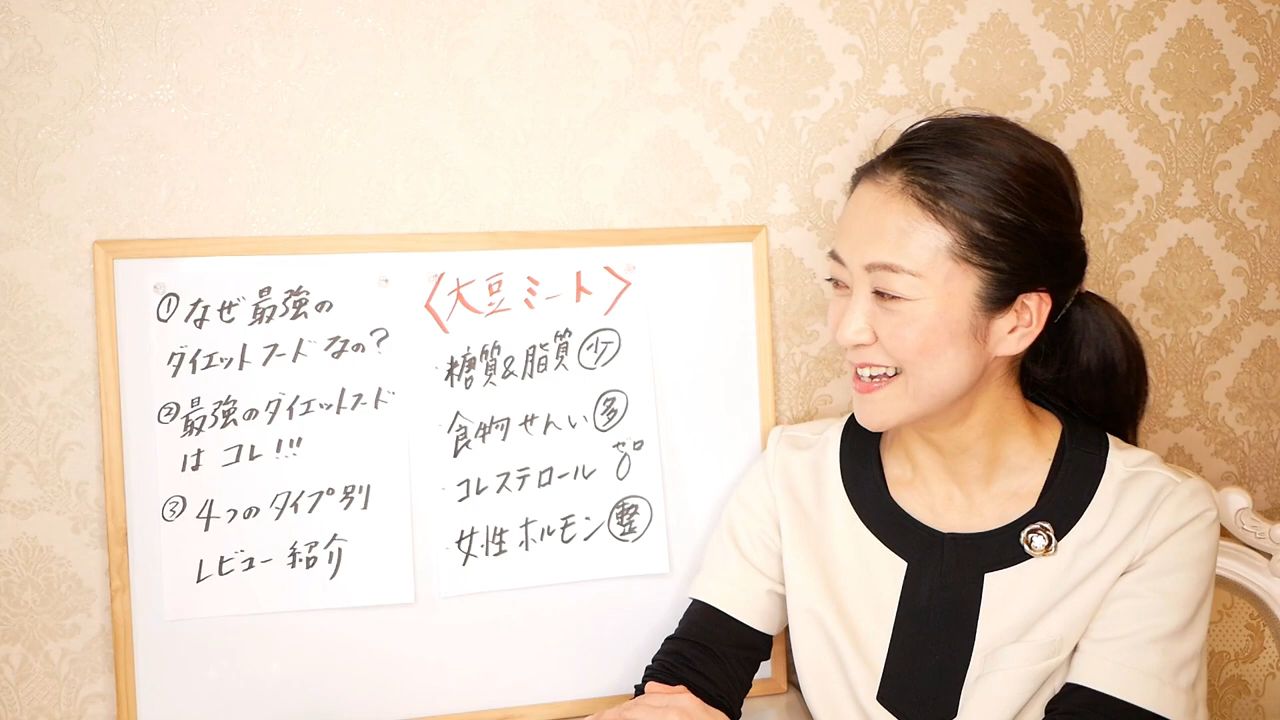 ①なぜ最強の
ダイエットフードなの?
②最強のダイエットフード
は コレ!!!
③4つのタイプ別
レビュー紹介
〈大豆ミート〉
・糖質&脂質 少
・食物せんい 多
・コレステロール ゼロ
・女性ホルモン 整